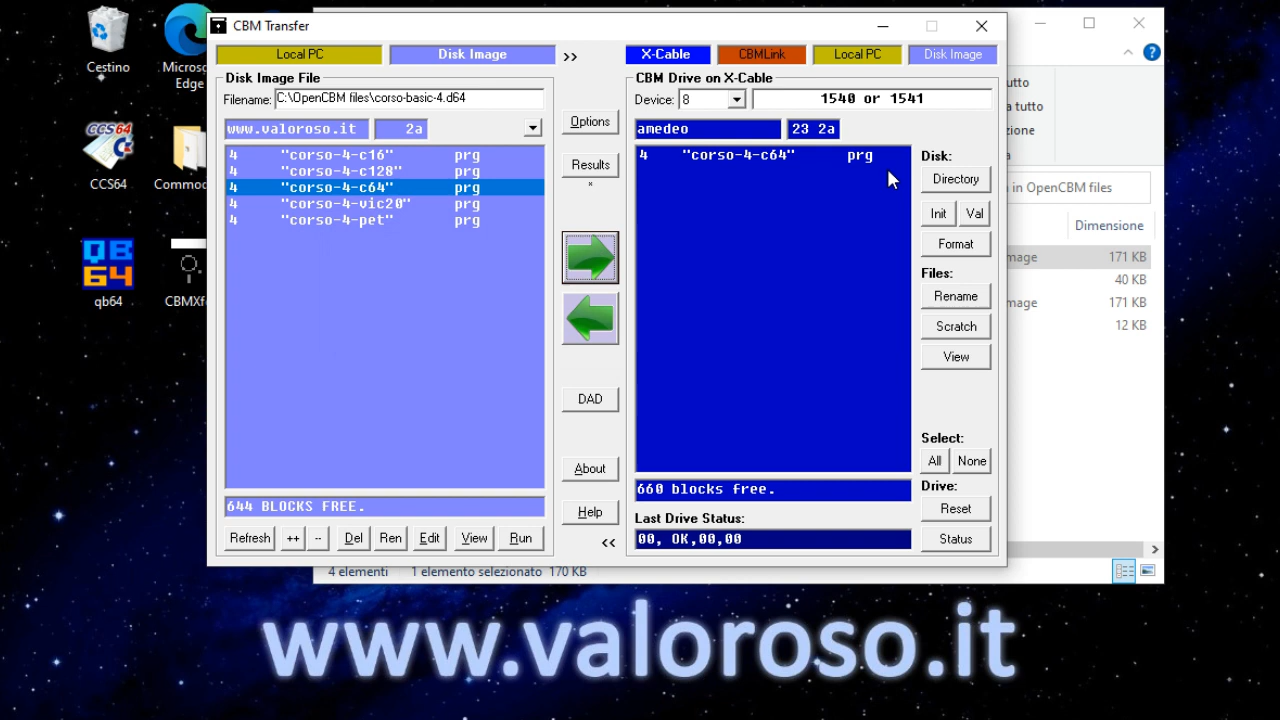 CBM Transfer
Local PC
Disk Image
>>
X-Cable
CBMLink
Local PC
Disk Image
Disk Image File
Filename: C:\OpenCBM files\corso-basic-4.d64
www.valoroso.it 2a
4 "corso-4-c16" prg
4 "corso-4-c128" prg
4 "corso-4-c64" prg
4 "corso-4-vic20" prg
4 "corso-4-pet" prg
644 BLOCKS FREE.
Refresh ++ -- Del Ren Edit View Run
Options
Results
*
DAD
About
Help
<<
CBM Drive on X-Cable
Device: 8 1540 or 1541
amedeo 23 2a
4 "corso-4-c64" prg
660 blocks free.
Last Drive Status:
00, OK,00,00
Disk:
Directory
Init Val
Format
Files:
Rename
Scratch
View
Select:
All None
Drive:
Reset
Status
Cestino
Edge
CCS64
CCS64
QB
64
qb64
utto
a tutto
zione
a
in OpenCBM files
Dimensione
mage 171 KB
40 KB
mage 171 KB
12 KB
4 elementi 1 elemento selezionato 170 KB
www.valoroso.it